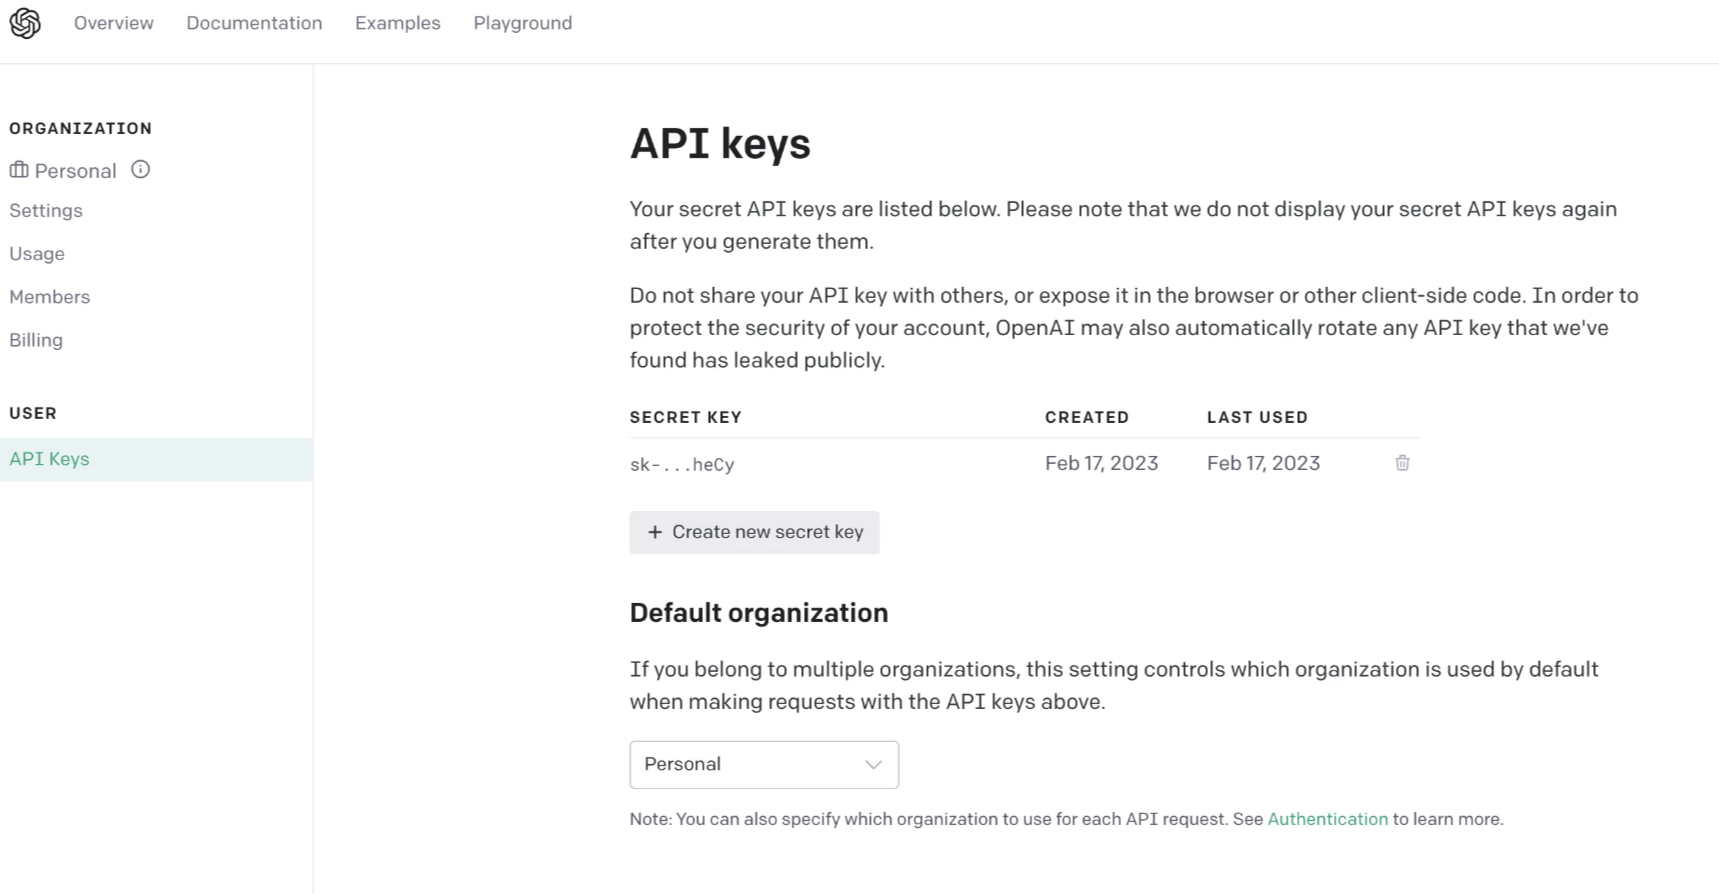 Overview Documentation Examples Playground
ORGANIZATION
Personal
Settings
Usage
Members
Billing
USER
API Keys
API keys
Your secret API keys are listed below. Please note that we do not display your secret API keys again
after you generate them.
Do not share your API key with others, or expose it in the browser or other client-side code. In order to
protect the security of your account, OpenAI may also automatically rotate any API key that we've
found has leaked publicly.
SECRET KEY CREATED LAST USED
sk-...heCy Feb 17, 2023 Feb 17, 2023
+ Create new secret key
Default organization
If you belong to multiple organizations, this setting controls which organization is used by default
when making requests with the API keys above.
Personal
Note: You can also specify which organization to use for each API request. See Authentication to learn more.